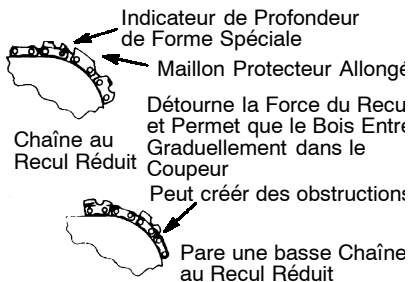 Indicateur de Profondeur
de Forme Spéciale
Maillon Protecteur Allongé
Détourne la Force du Recu
et Permet que le Bois Entre
Graduellement dans le
Coupeur
Chaîne au
Recul Réduit
Peut créér des obstructions
Pare une basse Chaîne
au Recul Réduit